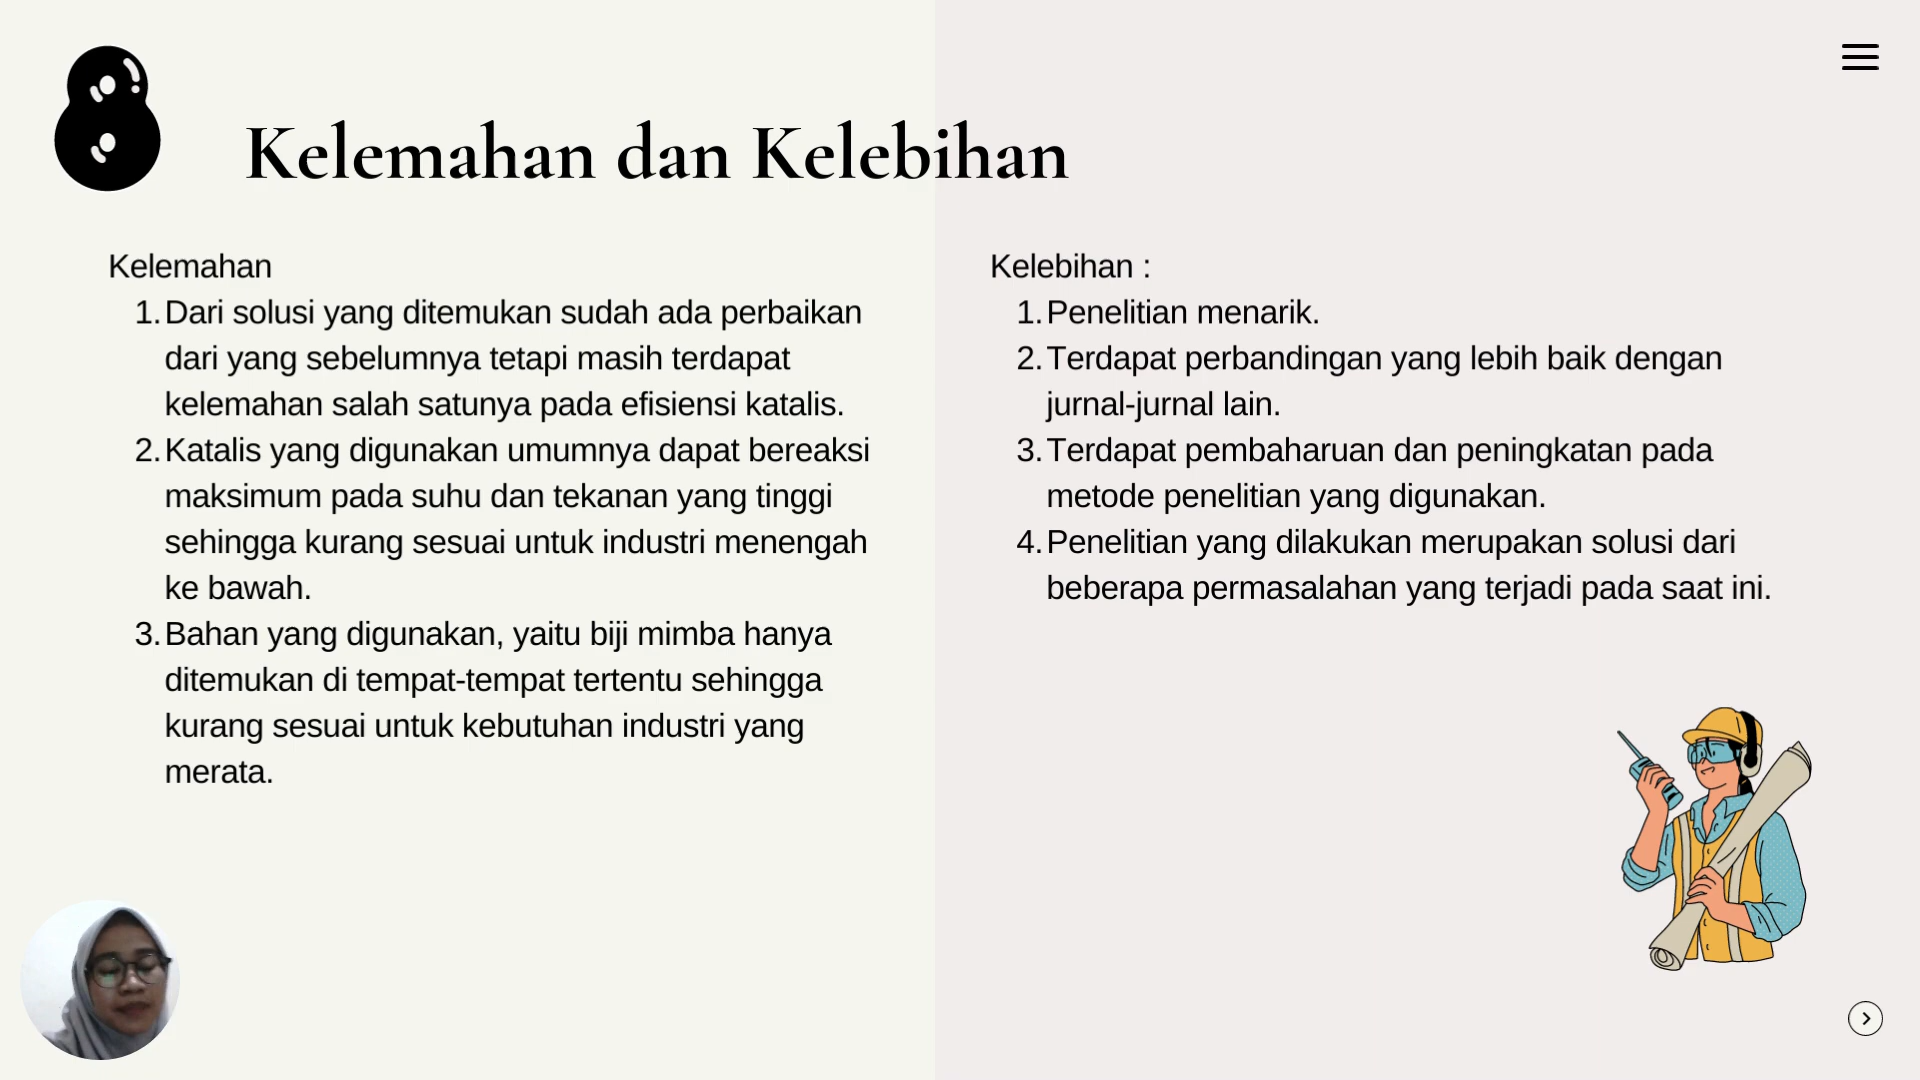 8
Kelemahan dan Kelebihan
Kelemahan
1. Dari solusi yang ditemukan sudah ada perbaikan
dari yang sebelumnya tetapi masih terdapat
kelemahan salah satunya pada efisiensi katalis.
2. Katalis yang digunakan umumnya dapat bereaksi
maksimum pada suhu dan tekanan yang tinggi
sehingga kurang sesuai untuk industri menengah
ke bawah.
3. Bahan yang digunakan, yaitu biji mimba hanya
ditemukan di tempat-tempat tertentu sehingga
kurang sesuai untuk kebutuhan industri yang
merata.
Kelebihan :
1. Penelitian menarik.
2. Terdapat perbandingan yang lebih baik dengan
jurnal-jurnal lain.
3. Terdapat pembaharuan dan peningkatan pada
metode penelitian yang digunakan.
4. Penelitian yang dilakukan merupakan solusi dari
beberapa permasalahan yang terjadi pada saat ini.